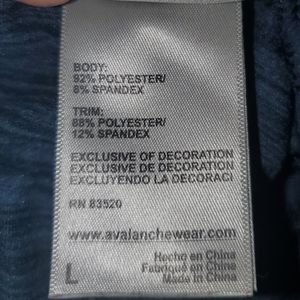 BODY:
92% POLYESTER/
8% SPANDEX
TRIM:
88% POLYESTER/
12% SPANDEX
EXCLUSIVE OF DECORATION
EXCLUSIVE DE DECORATION
EXCLUYENDO LA DECORACI
RN 83520
www.avalanchewear.com
Hecho en China
Fabriqué en Chine
Made in China
L